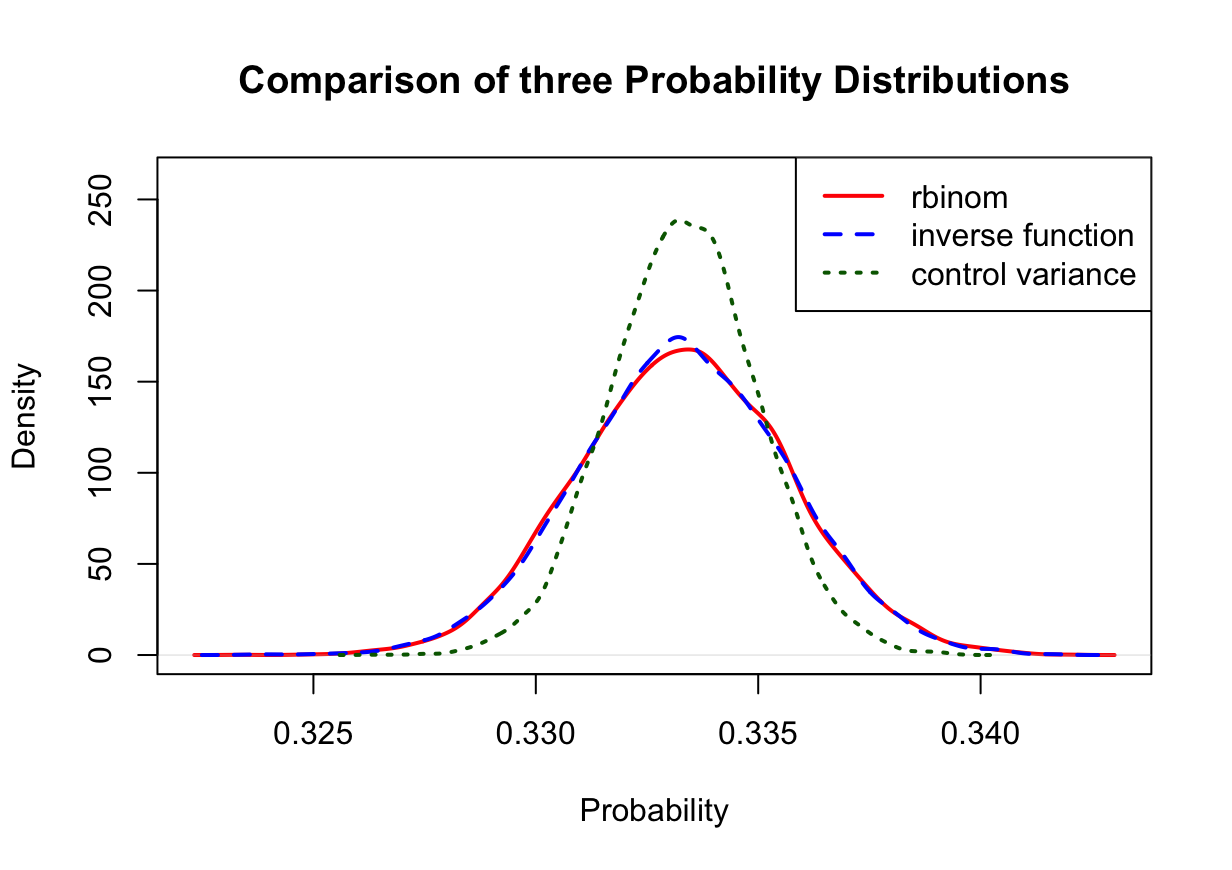 Comparison of three Probability Distributions
rbinom
inverse function
control variance
Density
250
200
150
100
50
0
0.325 0.330 0.335 0.340
Probability